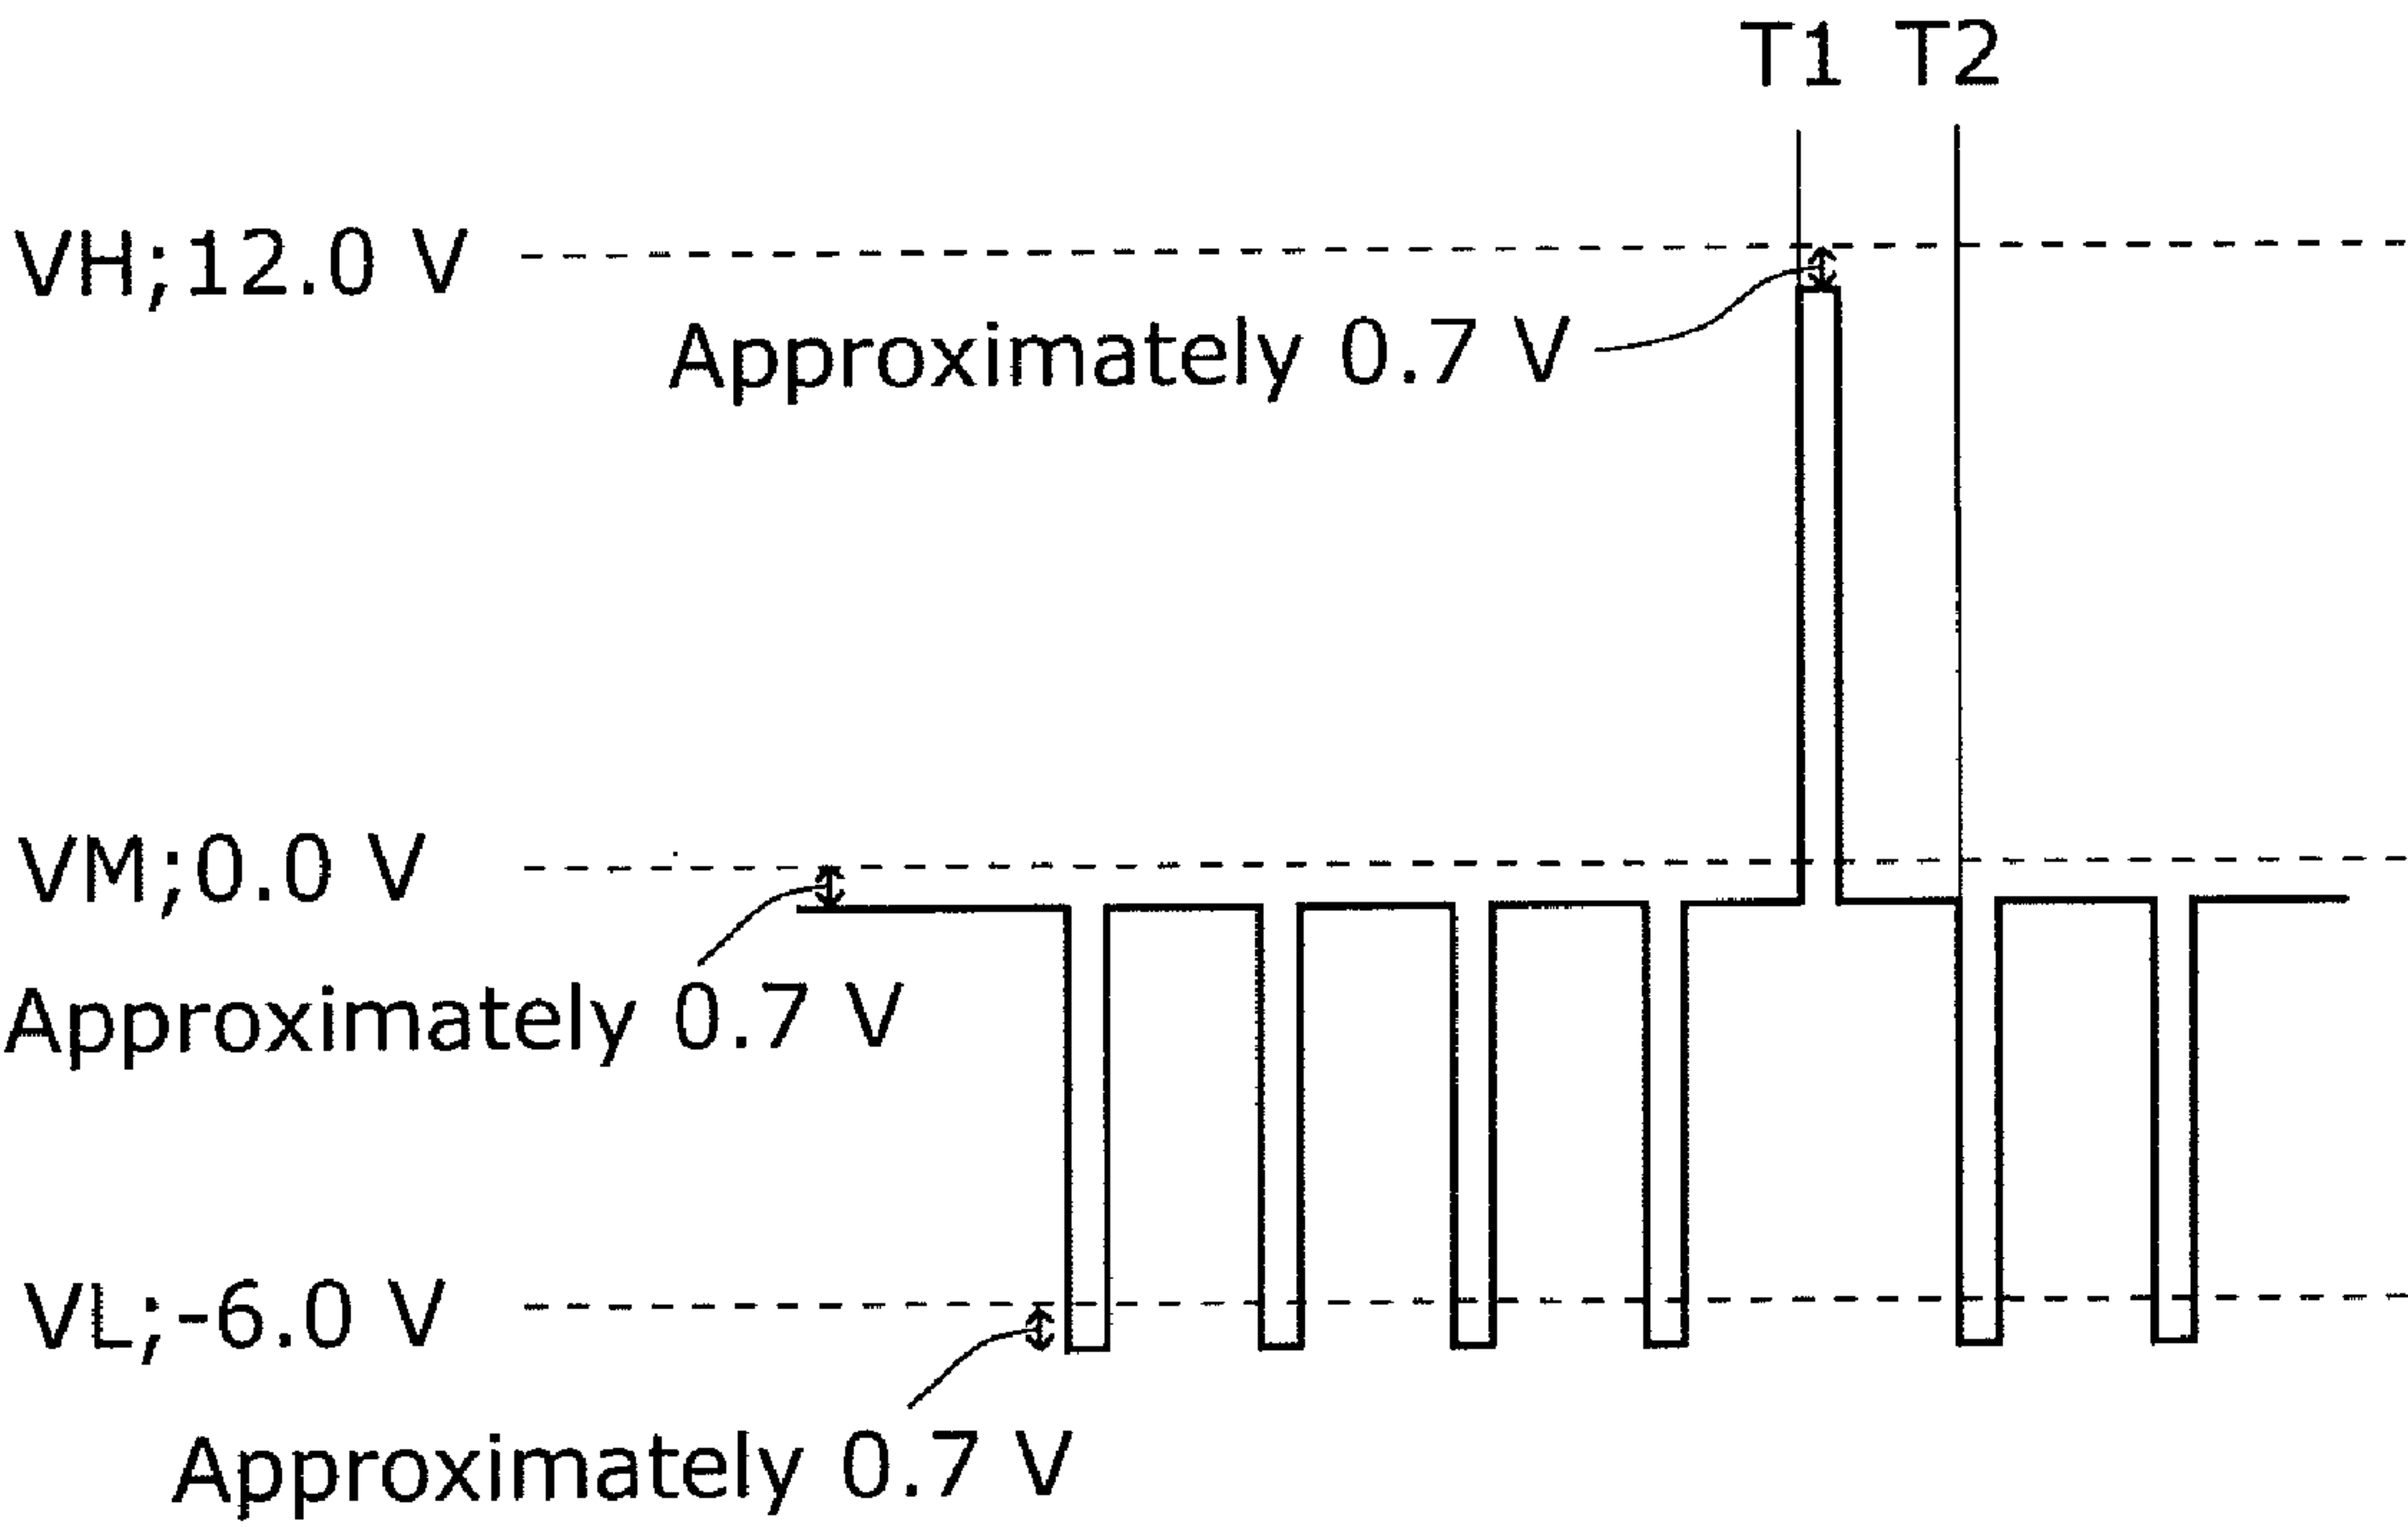 T1 T2
VH;12.0 V
Approximately 0.7 V
VM;0.0 V
Approximately 0.7 V
VL;-6.0 V
Approximately 0.7 V